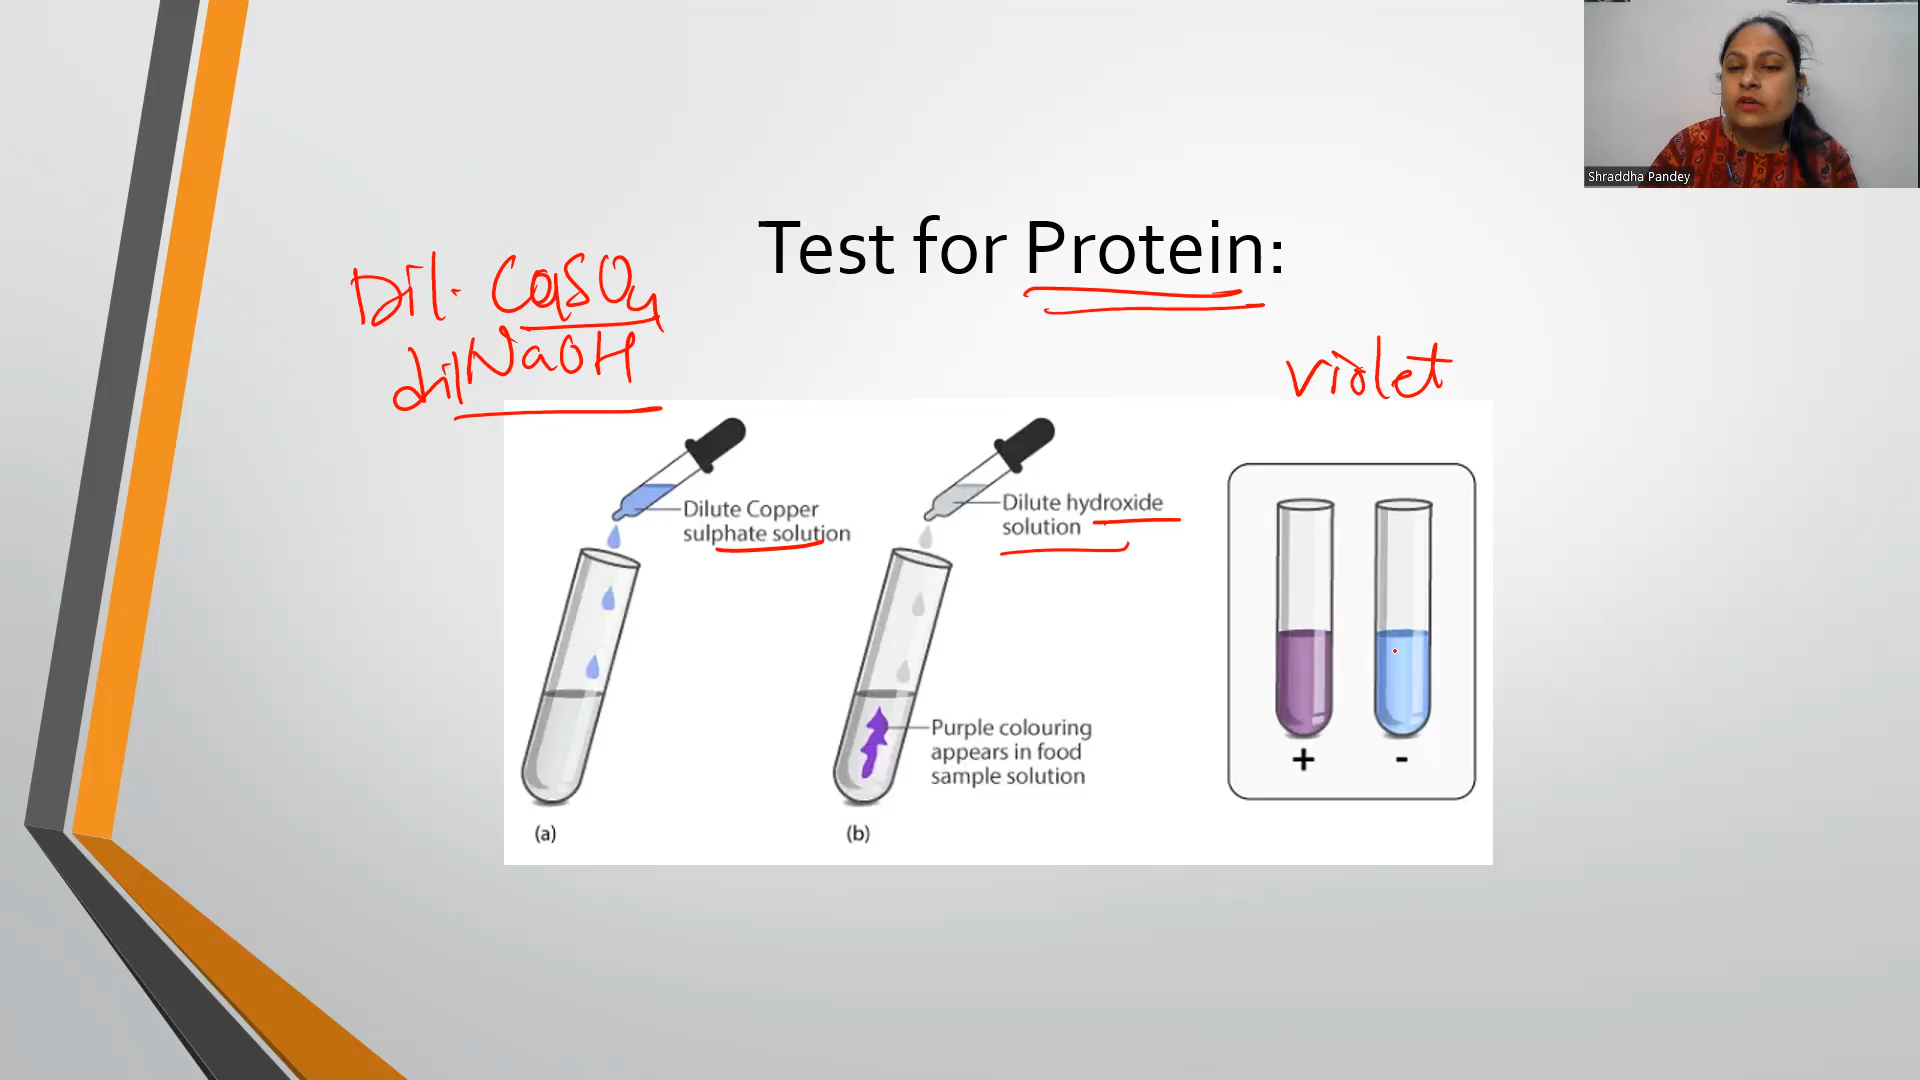 Shraddha Pandey
Test for Protein:
Dil. CaSO4
dil NaOH
violet
Dilute Copper
sulphate solution
Dilute hydroxide
solution
Purple colouring
appears in food
sample solution
+
-
(a)
(b)